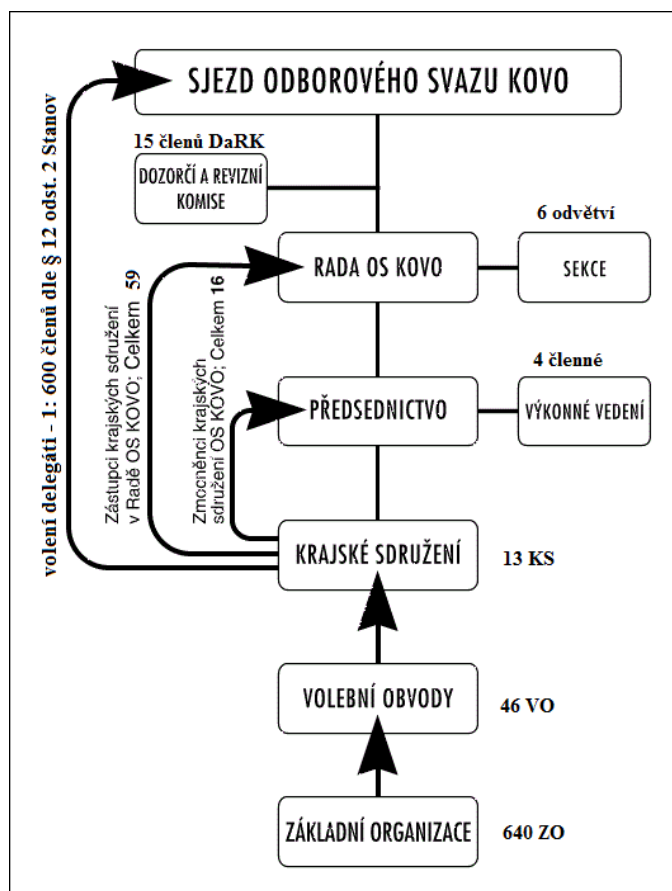 SJEZD ODBOROVÉHO SVAZU KOVO
15 členů DaRK
DOZORČÍ A REVIZNÍ
KOMISE
6 odvětví
RADA OS KOVO
SEKCE
4 členné
PŘEDSEDNICTVO
VÝKONNÉ VEDENÍ
KRAJSKÉ SDRUŽENÍ
13 KS
VOLEBNÍ OBVODY
46 VO
ZÁKLADNÍ ORGANIZACE
640 ZO
volení delegáti - 1: 600 členů dle § 12 odst. 2 Stanov
Zástupci krajských sdružení
v Radě OS KOVO; Celkem 59
Zmocněnci krajských
sdružení OS KOVO; Celkem 16